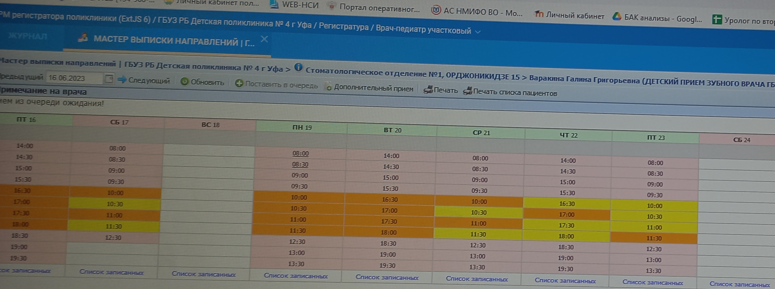 Личный кабинет пол... WEB-НСИ Портал оперативног... АС НМИФО ВО - Mo... Личный кабинет БАК анализы - Googl... Уролог по втор
РМ регистратора поликлиники (ExtJS 6) / ГБУЗ РБ Детская поликлиника № 4 г Уфа / Регистратура / Врач-педиатр участковый
ЖУРНАЛ МАСТЕР ВЫПИСКИ НАПРАВЛЕНИЙ | Г...
Мастер выписки направлений | ГБУЗ РБ Детская поликлиника № 4 г Уфа > Стоматологическое отделение №1, ОРДЖОНИКИДЗЕ 15 > Варакина Галина Григорьевна (ДЕТСКИЙ ПРИЕМ ЗУБНОГО ВРАЧА ГБ
Предыдущий 16.06.2023 Следующий Обновить Поставить в очередь Дополнительный прием Печать Печать списка пациентов
Примечание на врача
ем из очереди ожидания!
ПТ 16 СБ 17 ВС 18 ПН 19 ВТ 20 СР 21 ЧТ 22 ПТ 23 СБ 24
14:00 08:00 08:00 14:00 08:00 14:00 08:00
14:30 08:30 08:30 14:30 08:30 14:30 08:30
15:00 09:00 09:00 15:00 09:00 15:00 09:00
15:30 09:30 09:30 15:30 09:30 15:30 09:30
16:30 10:00 10:00 16:30 10:00 16:30 10:00
17:00 10:30 10:30 17:00 10:30 17:00 10:30
17:30 11:00 11:00 17:30 11:00 17:30 11:00
18:00 11:30 11:30 18:00 11:30 18:00 11:30
18:30 12:30 12:30 18:30 12:30 18:30 12:30
19:00 13:00 19:00 13:00 19:00 13:00
19:30 13:30 19:30 13:30 19:30 13:30
сок записанных Список записанных Список записанных Список записанных Список записанных Список записанных Список записанных Список записанных